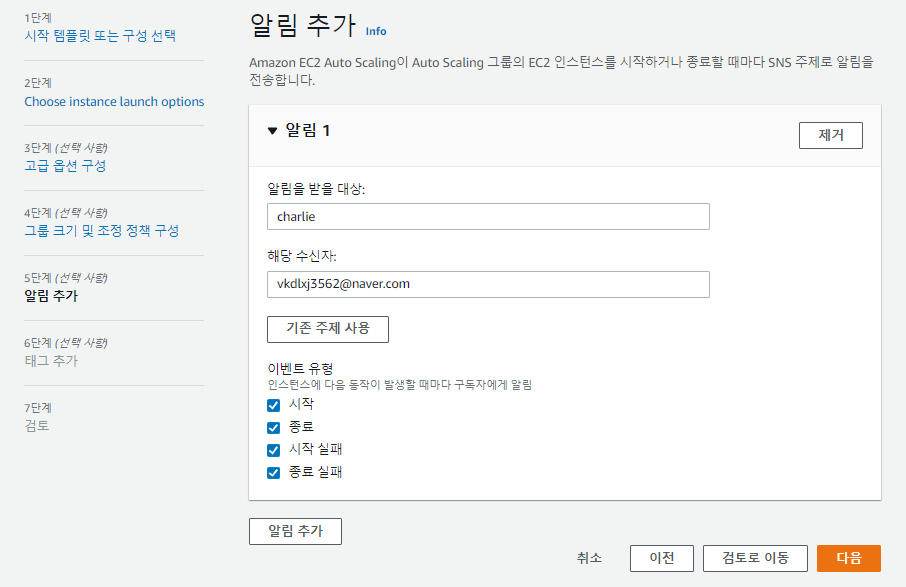 1단계
시작 템플릿 또는 구성 선택
2단계
Choose instance launch options
3단계 (선택 사항)
고급 옵션 구성
4단계 (선택 사항)
그룹 크기 및 조정 정책 구성
5단계 (선택 사항)
알림 추가
6단계 (선택 사항)
태그 추가
7단계
검토
알림 추가 Info
Amazon EC2 Auto Scaling이 Auto Scaling 그룹의 EC2 인스턴스를 시작하거나 종료할 때마다 SNS 주제로 알림을
전송합니다.
알림 1
제거
알림을 받을 대상:
charlie
해당 수신자:
vkdlxj3562@naver.com
기존 주제 사용
이벤트 유형
인스턴스에 다음 동작이 발생할 때마다 구독자에게 알림
시작
종료
시작 실패
종료 실패
알림 추가
취소 이전 검토로 이동 다음